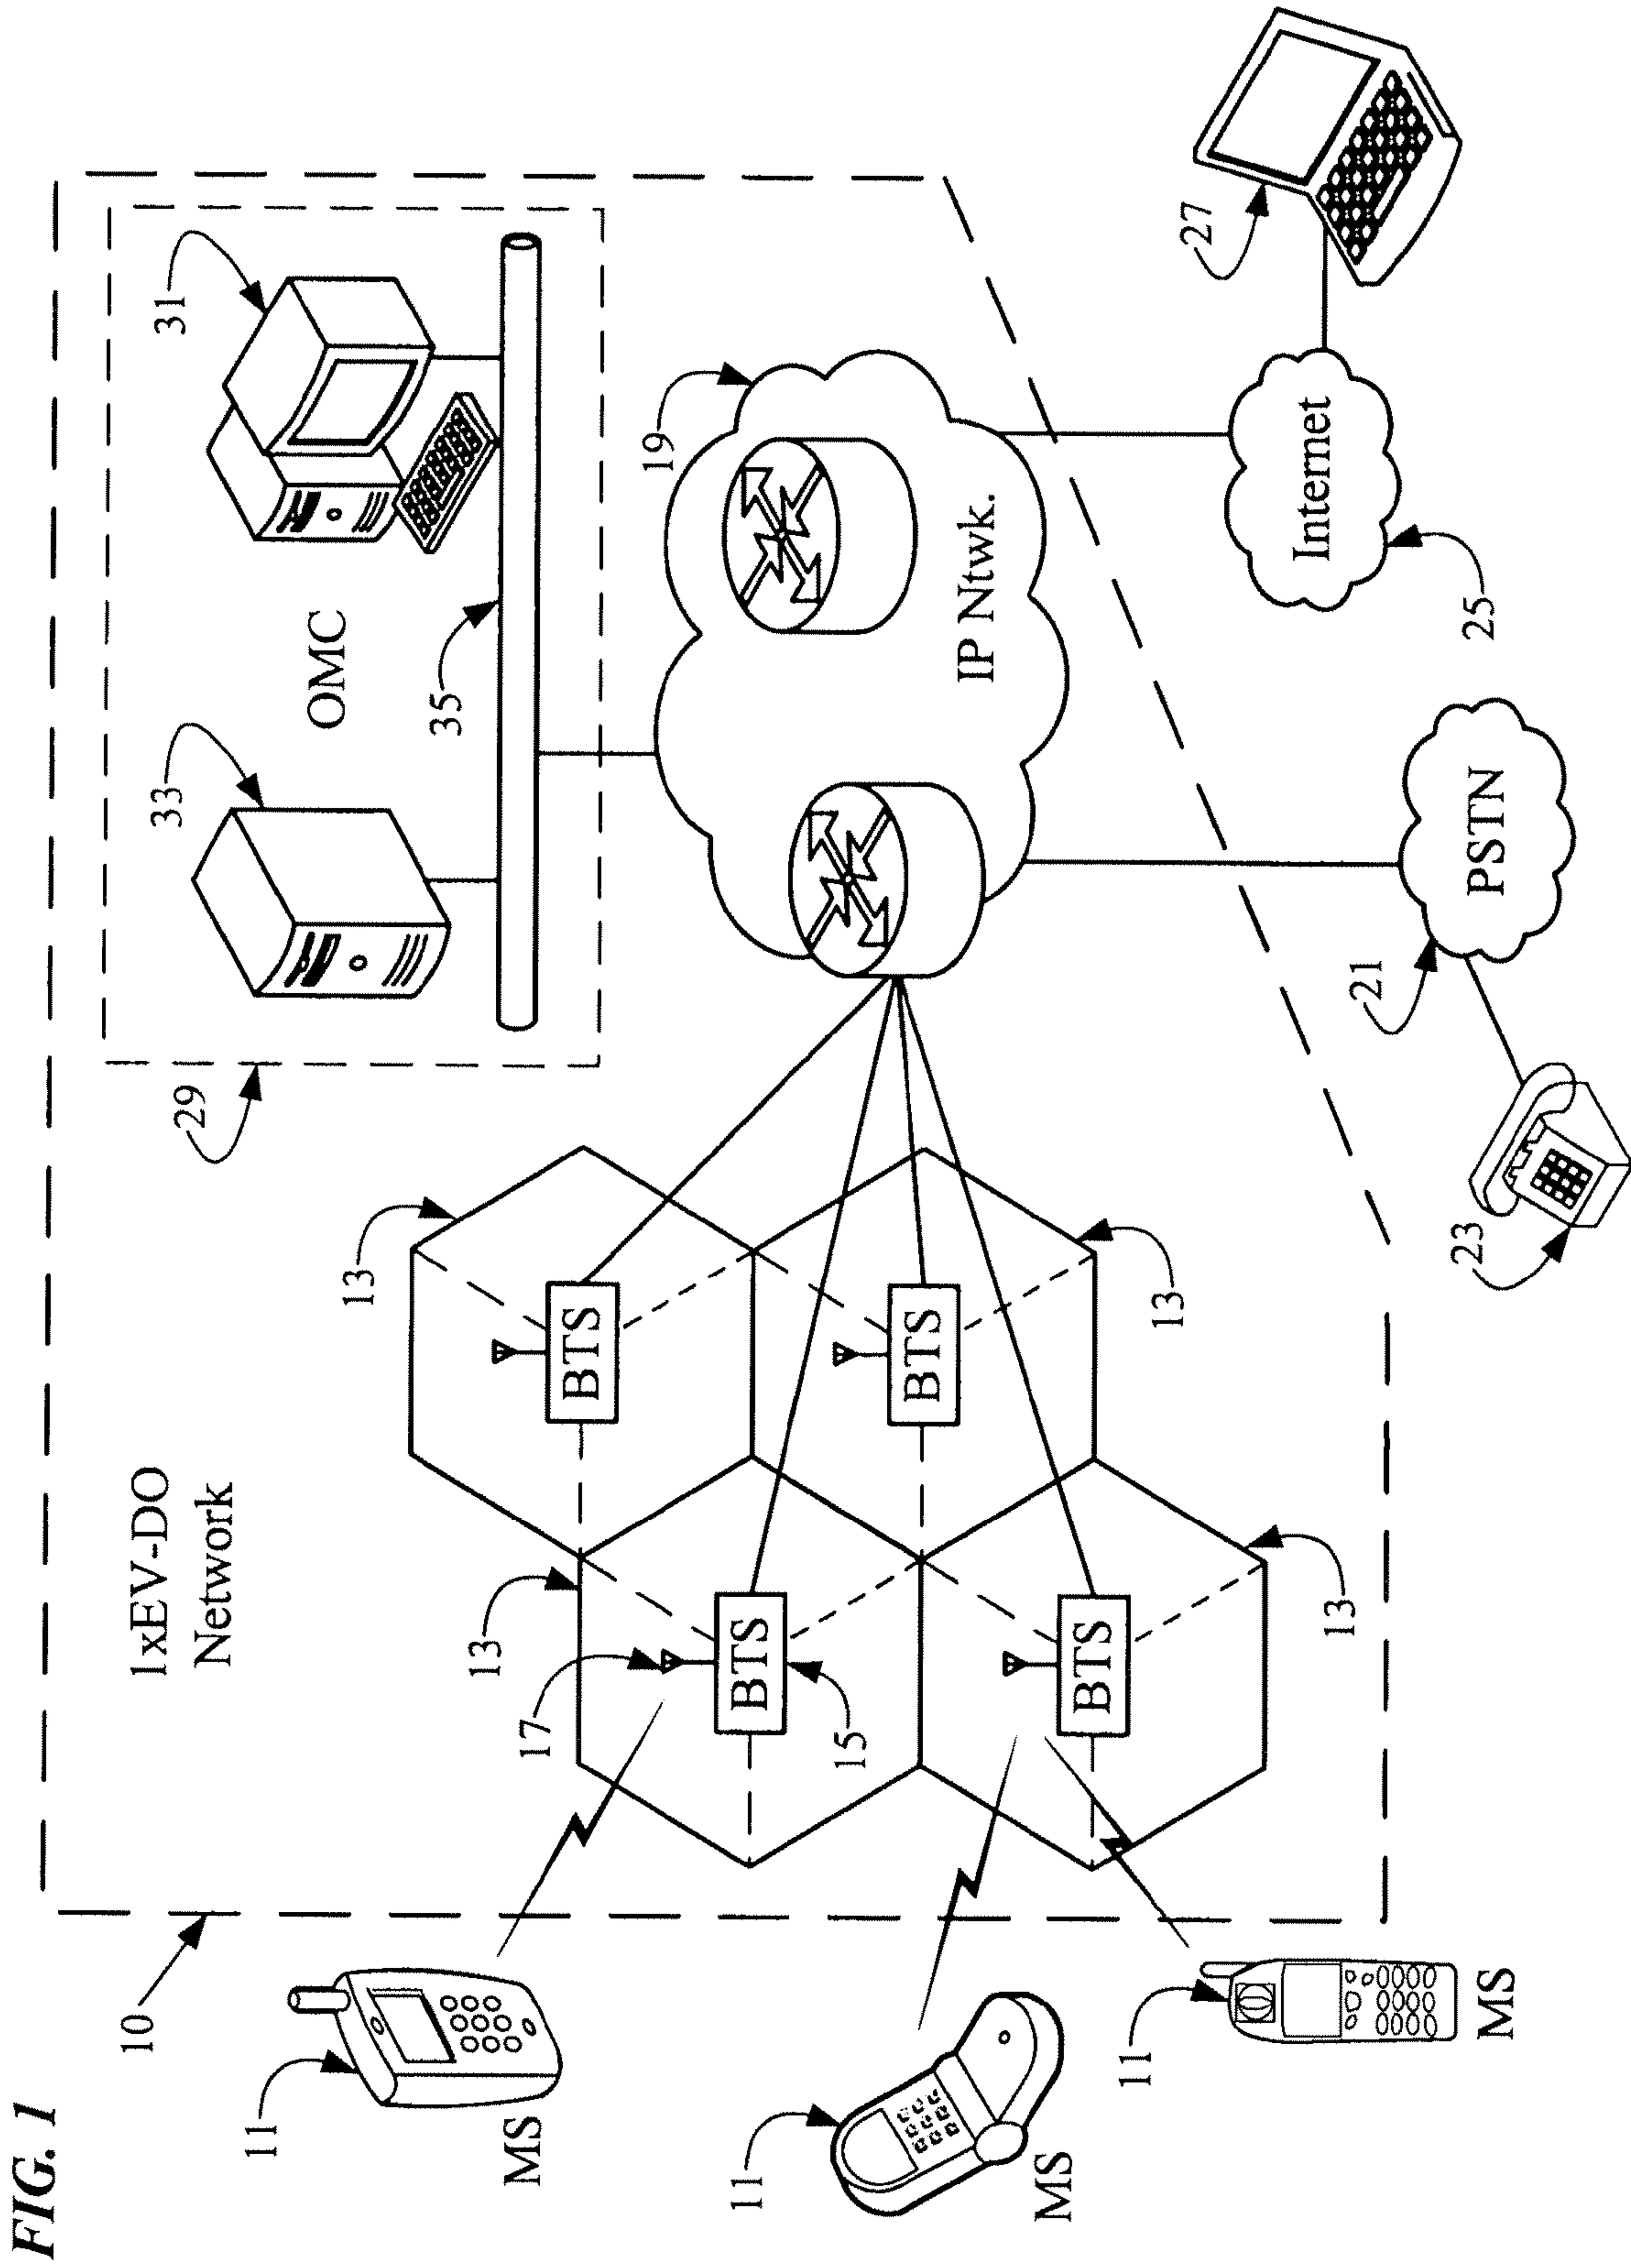 FIG. 1
10
1xEV-DO
Network
29
33
31
OMC
35
11
MS
13
17
13
BTS
BTS
15
19
IP Ntwk.
11
MS
BTS
BTS
13
13
27
Internet
25
11
MS
21
PSTN
23